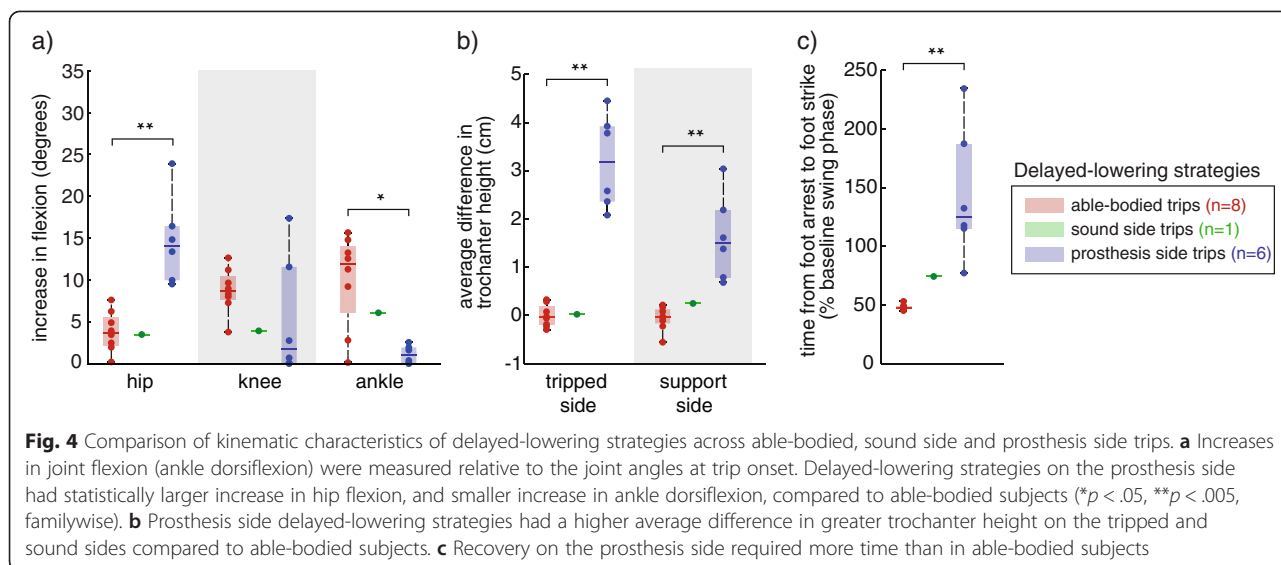 a)
increase in flexion (degrees)
35
30
25
20
15
10
5
0
**
*
hip
knee
ankle
b)
average difference in
trochanter height (cm)
5
4
3
2
1
0
-1
**
**
tripped
side
support
side
c)
time from foot arrest to foot strike
(% baseline swing phase)
250
200
150
100
50
0
**
Delayed-lowering strategies
able-bodied trips (n=8)
sound side trips (n=1)
prosthesis side trips (n=6)
Fig. 4 Comparison of kinematic characteristics of delayed-lowering strategies across able-bodied, sound side and prosthesis side trips. a Increases
in joint flexion (ankle dorsiflexion) were measured relative to the joint angles at trip onset. Delayed-lowering strategies on the prosthesis side
had statistically larger increase in hip flexion, and smaller increase in ankle dorsiflexion, compared to able-bodied subjects (*p < .05, **p < .005,
familywise). b Prosthesis side delayed-lowering strategies had a higher average difference in greater trochanter height on the tripped and
sound sides compared to able-bodied subjects. c Recovery on the prosthesis side required more time than in able-bodied subjects